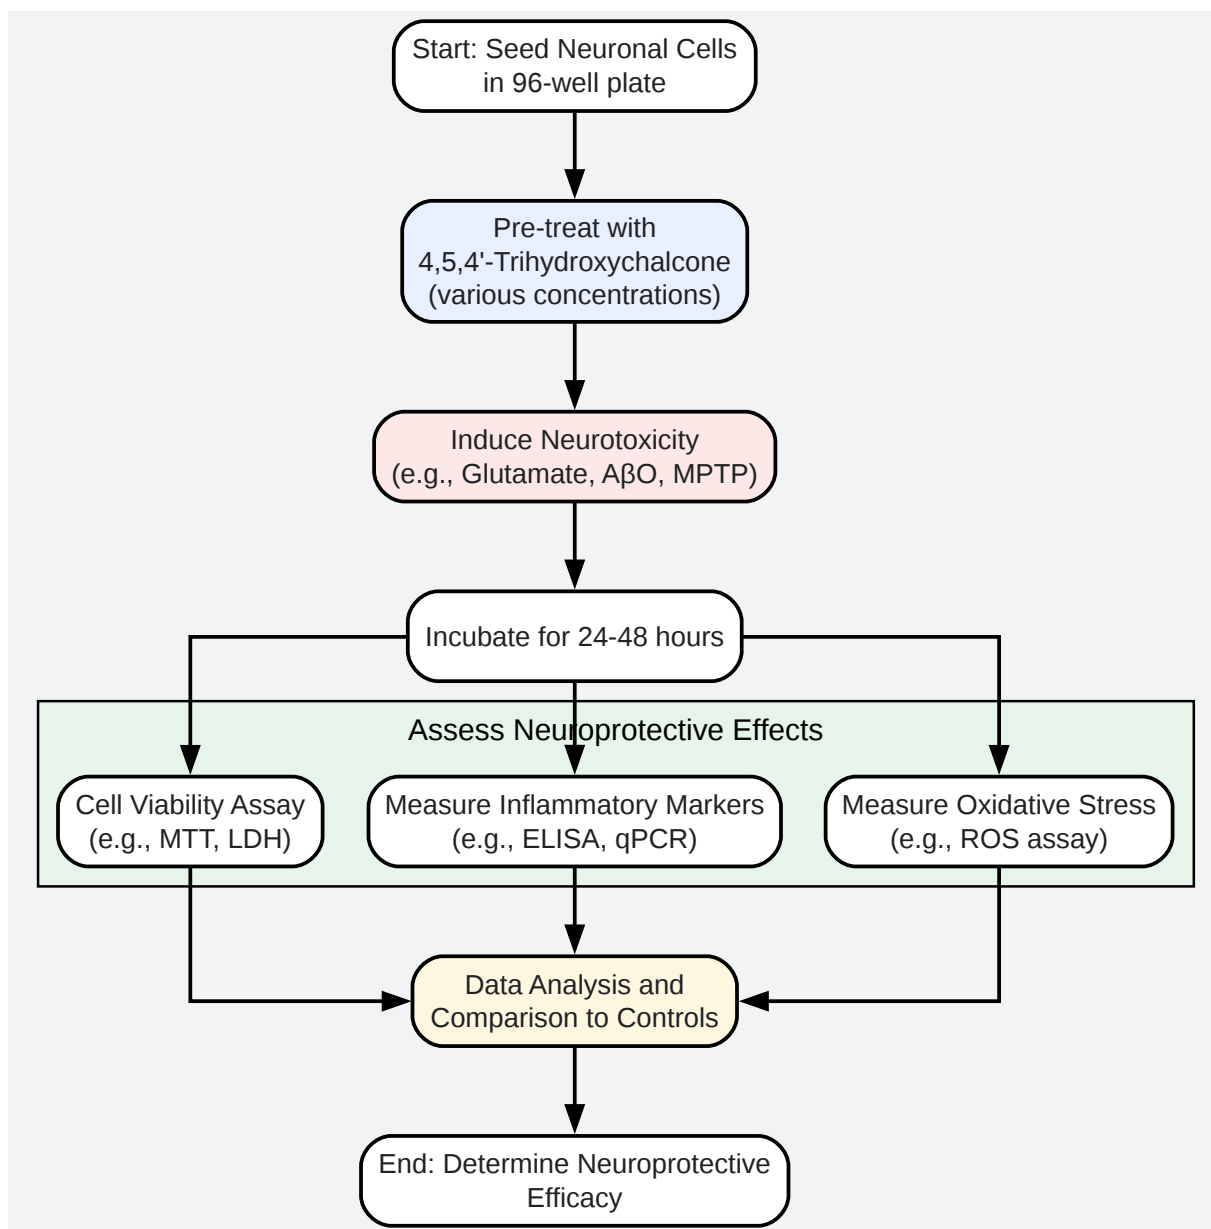 Start: Seed Neuronal Cells
in 96-well plate
Pre-treat with
4,5,4'-Trihydroxychalcone
(various concentrations)
Induce Neurotoxicity
(e.g., Glutamate, AβO, MPTP)
Incubate for 24-48 hours
Assess Neuroprotective Effects
Cell Viability Assay
(e.g., MTT, LDH)
Measure Inflammatory Markers
(e.g., ELISA, qPCR)
Measure Oxidative Stress
(e.g., ROS assay)
Data Analysis and
Comparison to Controls
End: Determine Neuroprotective
Efficacy